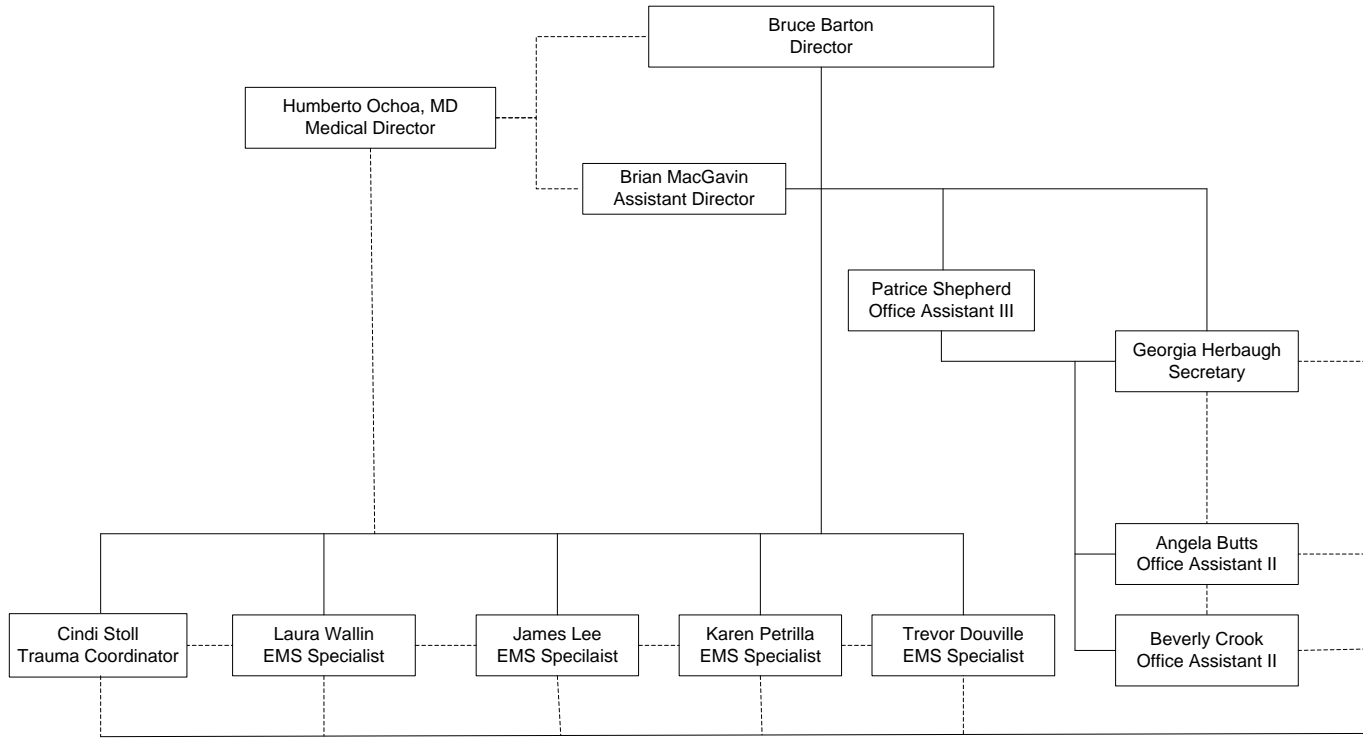 Bruce Barton
Director
Humberto Ochoa, MD
Medical Director
Brian MacGavin
Assistant Director
Patrice Shepherd
Office Assistant III
Georgia Herbaugh
Secretary
Angela Butts
Office Assistant II
Cindi Stoll
Trauma Coordinator
Laura Wallin
EMS Specialist
James Lee
EMS Specilaist
Karen Petrilla
EMS Specialist
Trevor Douville
EMS Specialist
Beverly Crook
Office Assistant II